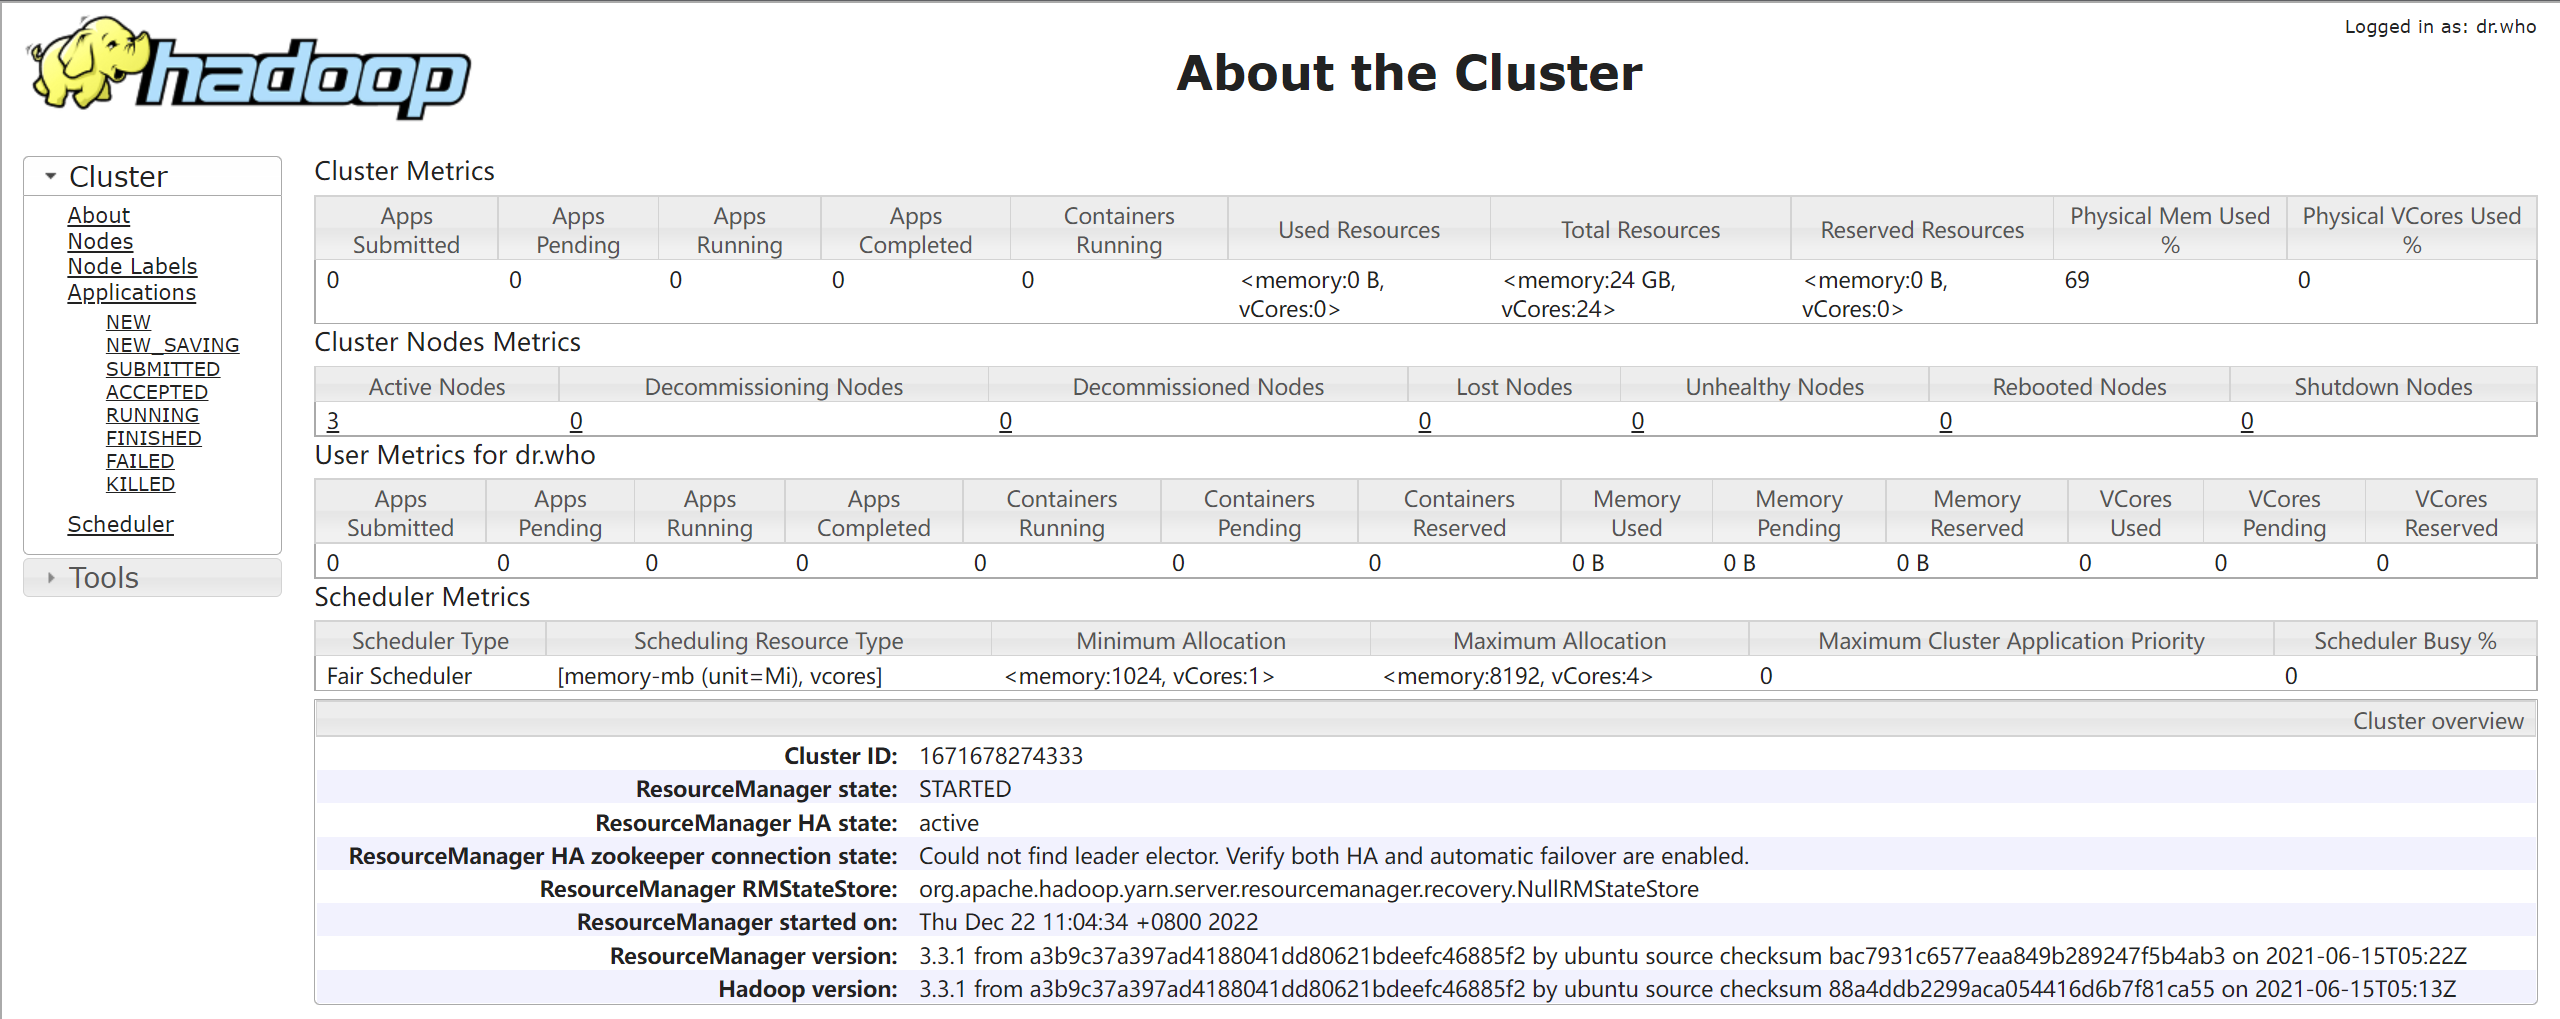 hadoop
Logged in as: dr.who
About the Cluster
Cluster
About
Nodes
Node Labels
Applications
NEW
NEW_SAVING
SUBMITTED
ACCEPTED
RUNNING
FINISHED
FAILED
KILLED
Scheduler
Tools
Cluster Metrics
Apps Submitted Apps Pending Apps Running Apps Completed Containers Running Used Resources Total Resources Reserved Resources Physical Mem Used % Physical VCores Used %
0 0 0 0 0 <memory:0 B, vCores:0> <memory:24 GB, vCores:24> <memory:0 B, vCores:0> 69 0
Cluster Nodes Metrics
Active Nodes Decommissioning Nodes Decommissioned Nodes Lost Nodes Unhealthy Nodes Rebooted Nodes Shutdown Nodes
3 0 0 0 0 0 0
User Metrics for dr.who
Apps Submitted Apps Pending Apps Running Apps Completed Containers Running Containers Pending Containers Reserved Memory Used Memory Pending Memory Reserved VCores Used VCores Pending VCores Reserved
0 0 0 0 0 0 0 0 B 0 B 0 B 0 0 0
Scheduler Metrics
Scheduler Type Scheduling Resource Type Minimum Allocation Maximum Allocation Maximum Cluster Application Priority Scheduler Busy %
Fair Scheduler [memory-mb (unit=Mi), vcores] <memory:1024, vCores:1> <memory:8192, vCores:4> 0 0
Cluster overview
Cluster ID: 1671678274333
ResourceManager state: STARTED
ResourceManager HA state: active
ResourceManager HA zookeeper connection state: Could not find leader elector. Verify both HA and automatic failover are enabled.
ResourceManager RMStateStore: org.apache.hadoop.yarn.server.resourcemanager.recovery.NullRMStateStore
ResourceManager started on: Thu Dec 22 11:04:34 +0800 2022
ResourceManager version: 3.3.1 from a3b9c37a397ad4188041dd80621bdeefc46885f2 by ubuntu source checksum bac7931c6577eaa849b289247f5b4ab3 on 2021-06-15T05:22Z
Hadoop version: 3.3.1 from a3b9c37a397ad4188041dd80621bdeefc46885f2 by ubuntu source checksum 88a4ddb2299aca054416d6b7f81ca55 on 2021-06-15T05:13Z